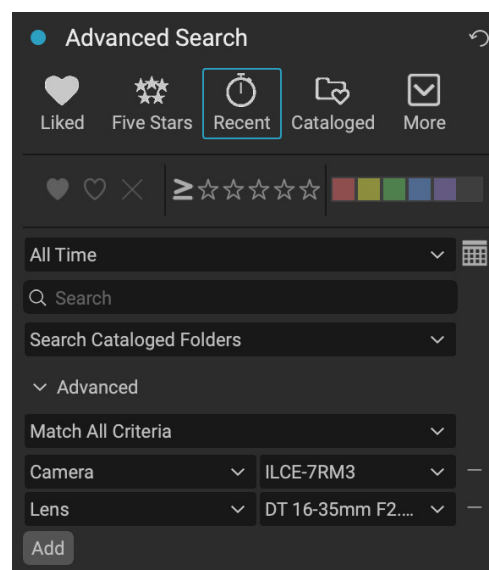 Advanced Search
Liked Five Stars Recent Cataloged More
All Time
Search
Search Cataloged Folders
Advanced
Match All Criteria
Camera ILCE-7RM3
Lens DT 16-35mm F2....
Add